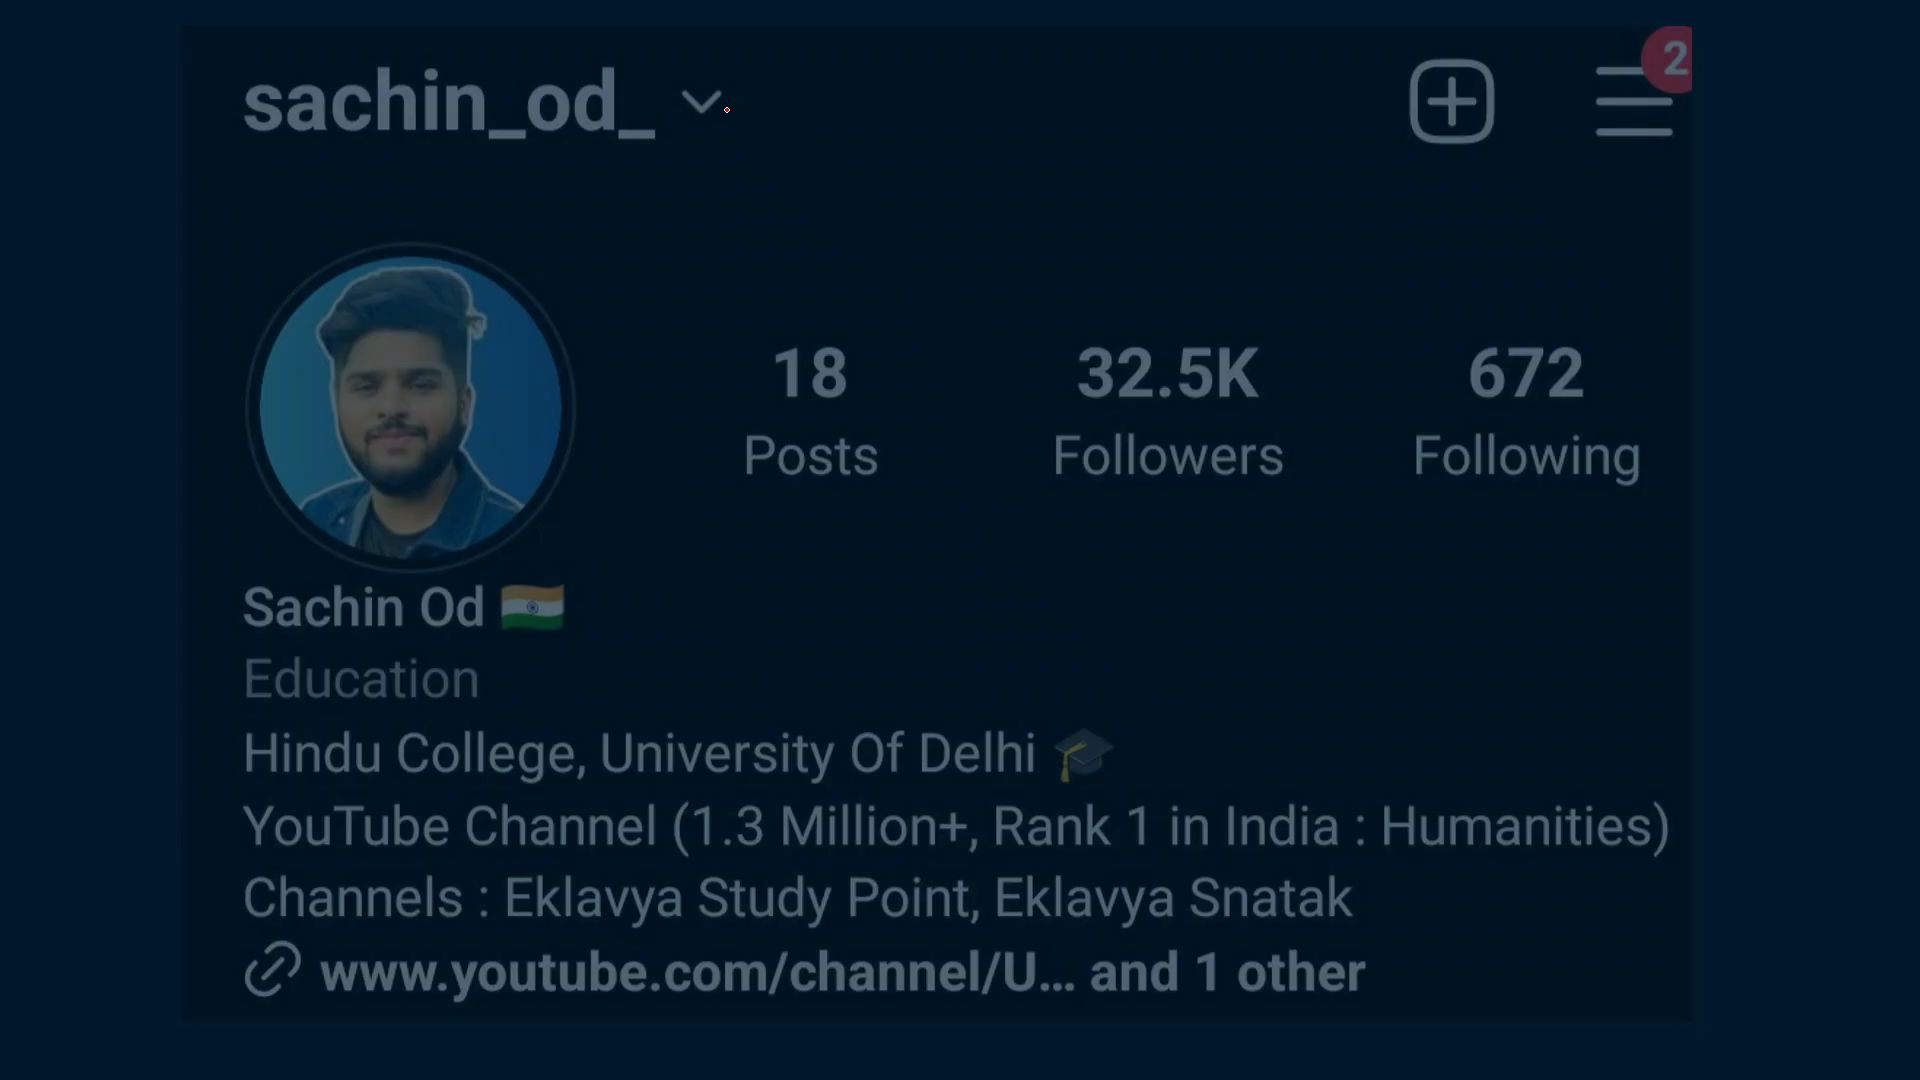 sachin_od_
2
18 32.5K 672
Posts Followers Following
Sachin Od 🇮🇳
Education
Hindu College, University Of Delhi 🎓
YouTube Channel (1.3 Million+, Rank 1 in India : Humanities)
Channels : Eklavya Study Point, Eklavya Snatak
www.youtube.com/channel/U... and 1 other